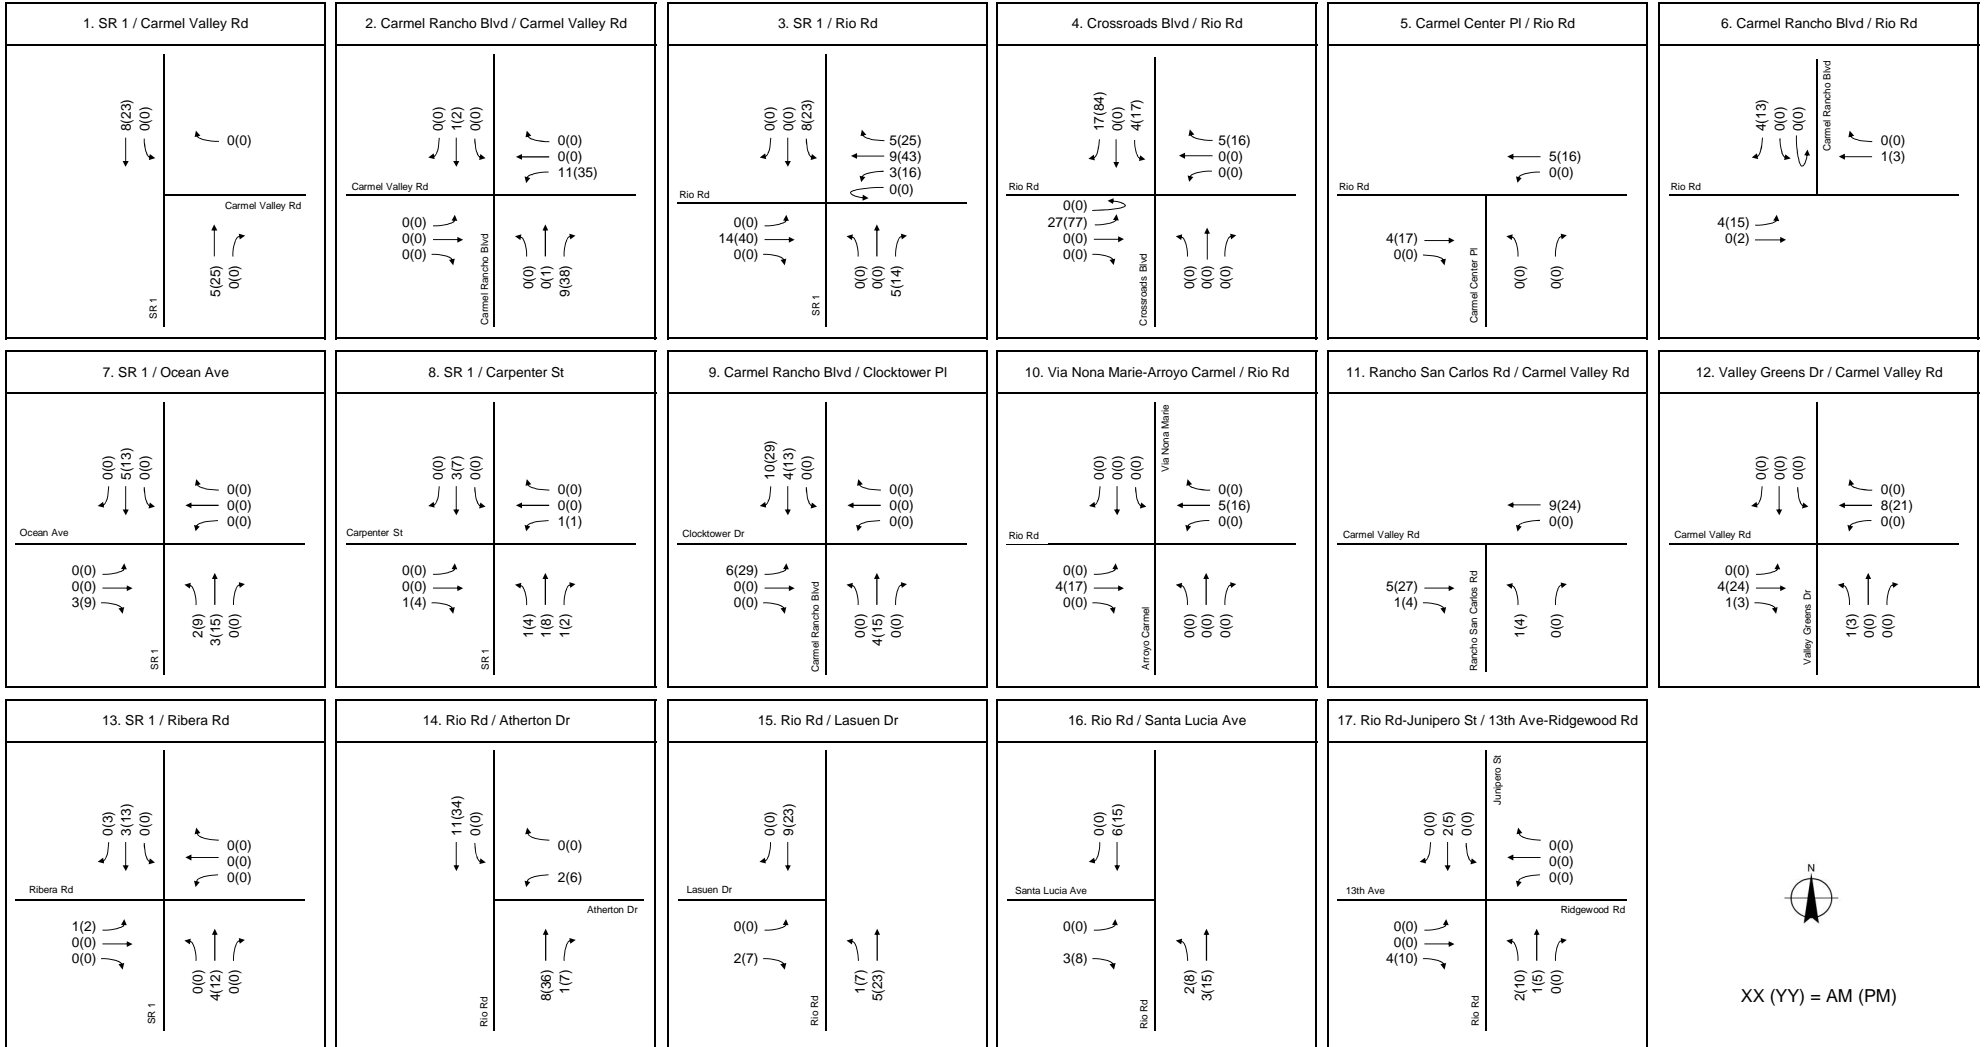 1. SR 1 / Carmel Valley Rd
8(23)
0(0)
0(0)
Carmel Valley Rd
5(25)
0(0)
SR 1
2. Carmel Rancho Blvd / Carmel Valley Rd
0(0)
1(2)
0(0)
0(0)
0(0)
11(35)
Carmel Valley Rd
0(0)
0(0)
0(0)
Carmel Rancho Blvd
0(0)
0(1)
9(38)
3. SR 1 / Rio Rd
0(0)
0(0)
8(23)
5(25)
9(43)
3(16)
0(0)
Rio Rd
0(0)
14(40)
0(0)
SR 1
0(0)
0(0)
5(14)
4. Crossroads Blvd / Rio Rd
17(84)
0(0)
4(17)
5(16)
0(0)
0(0)
Rio Rd
0(0)
27(77)
0(0)
0(0)
Crossroads Blvd
0(0)
0(0)
0(0)
5. Carmel Center Pl / Rio Rd
5(16)
0(0)
Rio Rd
4(17)
0(0)
Carmel Center Pl
0(0)
0(0)
6. Carmel Rancho Blvd / Rio Rd
4(13)
0(0)
0(0)
Carmel Rancho Blvd
0(0)
1(3)
Rio Rd
4(15)
0(2)
7. SR 1 / Ocean Ave
0(0)
5(13)
0(0)
0(0)
0(0)
0(0)
Ocean Ave
0(0)
0(0)
3(9)
SR 1
2(9)
3(15)
0(0)
8. SR 1 / Carpenter St
0(0)
3(7)
0(0)
0(0)
0(0)
1(1)
Carpenter St
0(0)
0(0)
1(4)
SR 1
1(4)
1(8)
1(2)
9. Carmel Rancho Blvd / Clocktower Pl
10(29)
4(13)
0(0)
0(0)
0(0)
0(0)
Clocktower Dr
6(29)
0(0)
0(0)
Carmel Rancho Blvd
0(0)
4(15)
0(0)
10. Via Nona Marie-Arroyo Carmel / Rio Rd
0(0)
0(0)
0(0)
Via Nona Marie
0(0)
5(16)
0(0)
Rio Rd
0(0)
4(17)
0(0)
Arroyo Carmel
0(0)
0(0)
0(0)
11. Rancho San Carlos Rd / Carmel Valley Rd
9(24)
0(0)
Carmel Valley Rd
5(27)
1(4)
Rancho San Carlos Rd
1(4)
0(0)
12. Valley Greens Dr / Carmel Valley Rd
0(0)
0(0)
0(0)
0(0)
8(21)
0(0)
Carmel Valley Rd
0(0)
4(24)
1(3)
Valley Greens Dr
1(3)
0(0)
0(0)
13. SR 1 / Ribera Rd
0(3)
3(13)
0(0)
0(0)
0(0)
0(0)
Ribera Rd
1(2)
0(0)
0(0)
SR 1
0(0)
4(12)
0(0)
14. Rio Rd / Atherton Dr
11(34)
0(0)
0(0)
2(6)
Atherton Dr
Rio Rd
8(36)
1(7)
15. Rio Rd / Lasuen Dr
0(0)
9(23)
Lasuen Dr
0(0)
2(7)
Rio Rd
1(7)
5(23)
16. Rio Rd / Santa Lucia Ave
0(0)
6(15)
Santa Lucia Ave
0(0)
3(8)
Rio Rd
2(8)
3(15)
17. Rio Rd-Junipero St / 13th Ave-Ridgewood Rd
0(0)
2(5)
0(0)
Junipero St
0(0)
0(0)
0(0)
13th Ave
Ridgewood Rd
0(0)
0(0)
4(10)
Rio Rd
2(10)
1(5)
0(0)
N
XX (YY) = AM (PM)